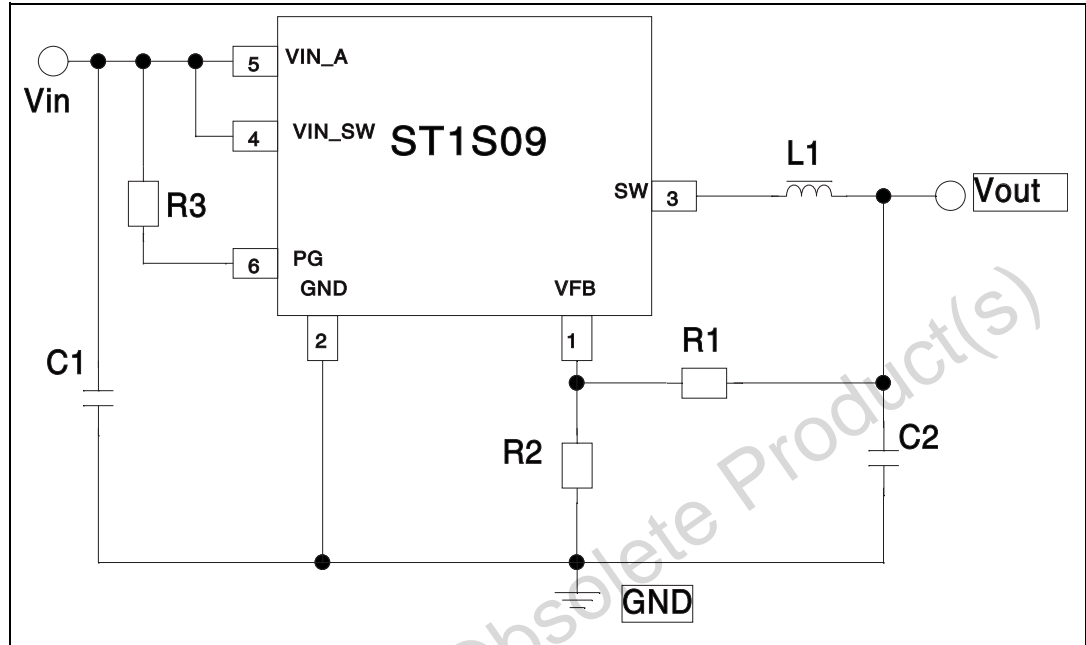 5
VIN_A
Vin
4
VIN_SW
ST1S09
L1
R3
SW
3
Vout
6
PG
GND
VFB
2
1
R1
C1
R2
C2
GND
Obsolete Product(s)